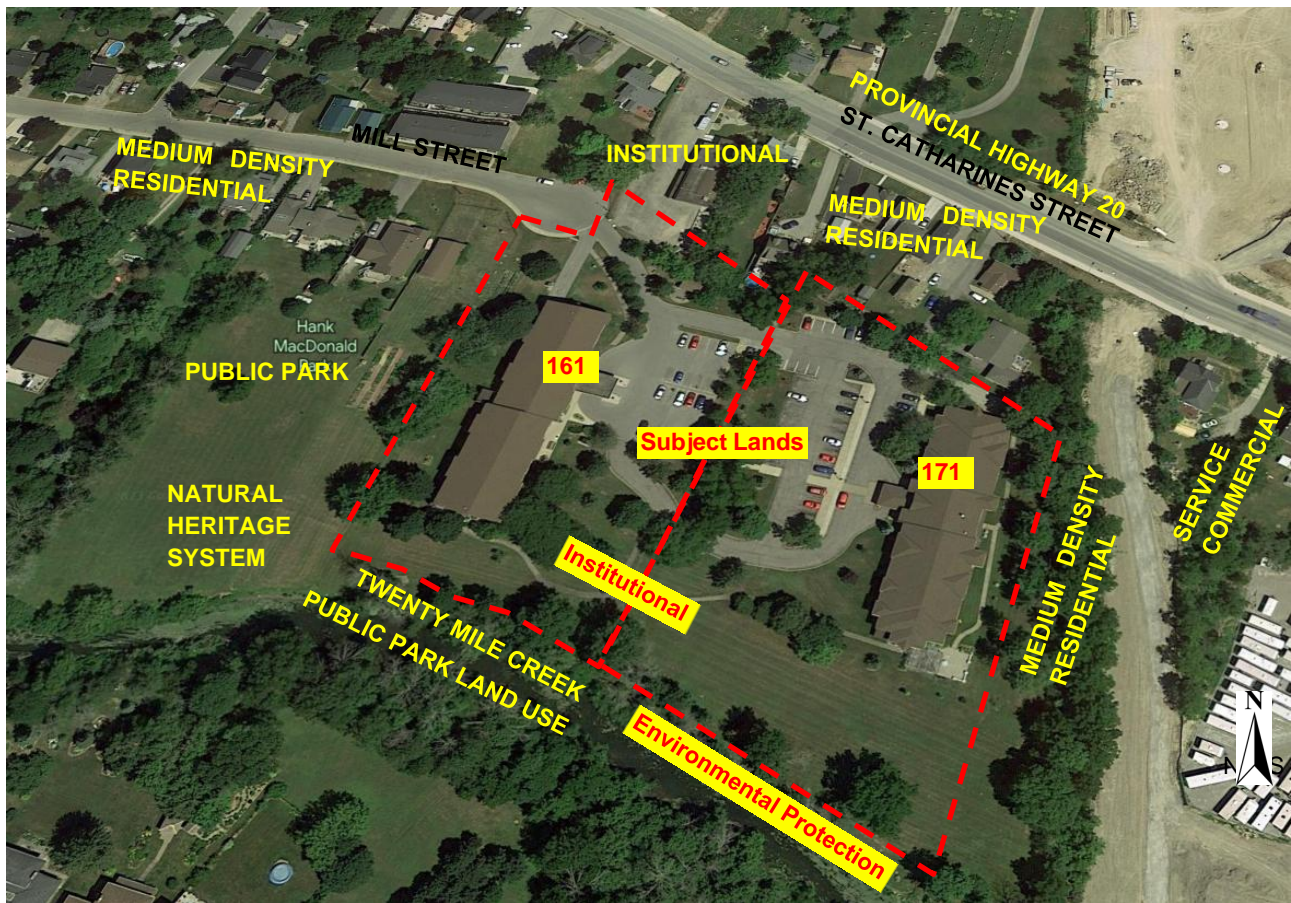 PROVINCIAL HIGHWAY 20
ST. CATHARINES STREET
MILL STREET
MEDIUM DENSITY
RESIDENTIAL
INSTITUTIONAL
MEDIUM DENSITY
RESIDENTIAL
Hank
MacDonald
PUBLIC PARK
161
Subject Lands
171
SERVICE
COMMERCIAL
NATURAL
HERITAGE
SYSTEM
MEDIUM DENSITY
RESIDENTIAL
Institutional
TWENTY MILE CREEK
PUBLIC PARK LAND USE
Environmental Protection
N